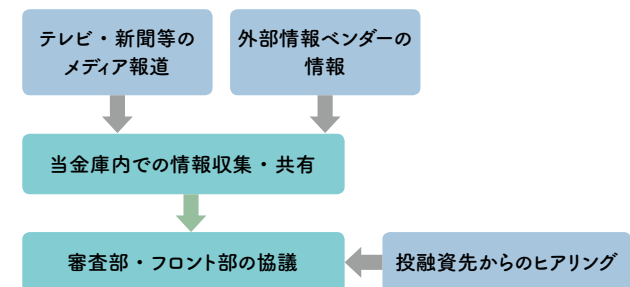 テレビ・新聞等の
メディア報道
外部情報ベンダーの
情報
当金庫内での情報収集・共有
審査部・フロント部の協議
投融資先からのヒアリング